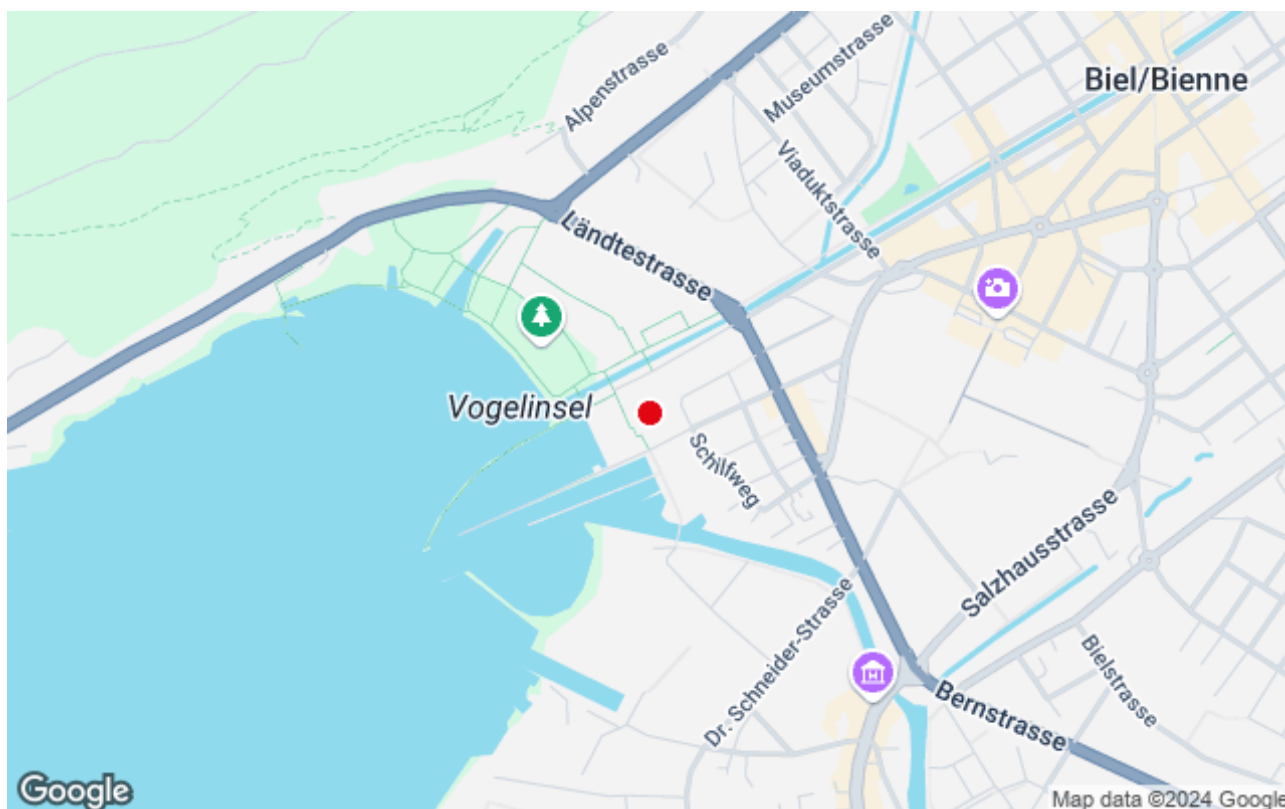 Alpenstrasse
Museumstrasse
Biel/Bienne
Viaduktstrasse
Ländtestrasse
Vogelinsel
Schilfweg
Salzhausstrasse
Dr. Schneider-Strasse
Bielstrasse
Bernstrasse
Google
Map data ©2024 Google